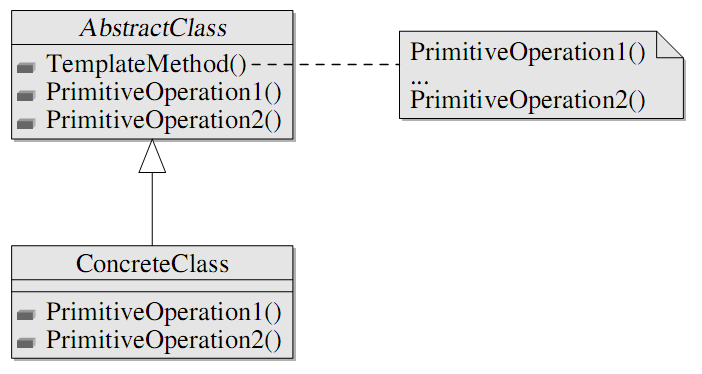 AbstractClass
TemplateMethod()
PrimitiveOperation1()
PrimitiveOperation2()
PrimitiveOperation1()
...
PrimitiveOperation2()
ConcreteClass
PrimitiveOperation1()
PrimitiveOperation2()